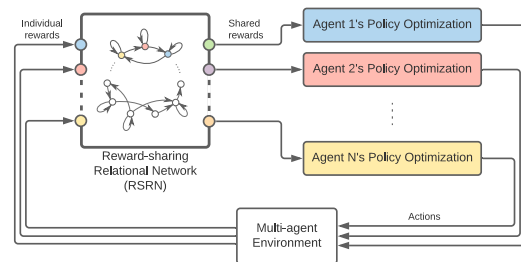 Individual
rewards
Shared
rewards
Agent 1's Policy Optimization
Agent 2's Policy Optimization
Agent N's Policy Optimization
Reward-sharing
Relational Network
(RSRN)
Actions
Multi-agent
Environment